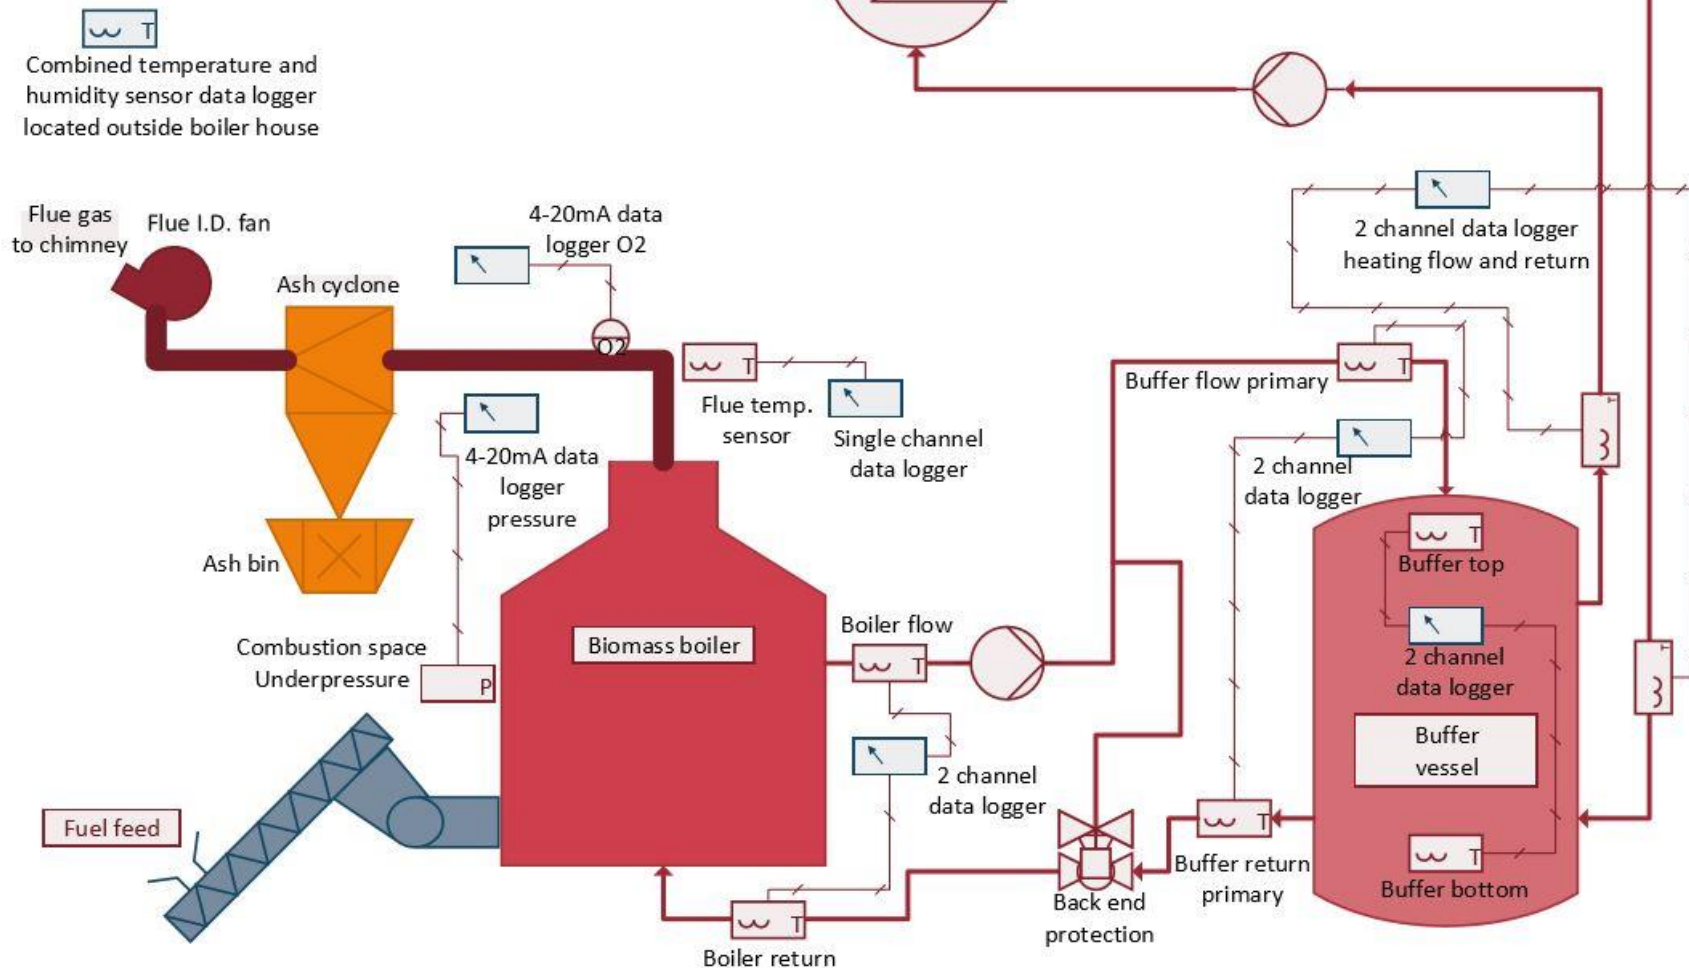 ω T
Combined temperature and
humidity sensor data logger
located outside boiler house
Flue gas
to chimney
Flue I.D. fan
Ash cyclone
4-20mA data
logger O2
O2
ω T
Flue temp.
sensor
Single channel
data logger
4-20mA data
logger
pressure
Ash bin
Combustion space
Underpressure
P
Biomass boiler
Fuel feed
Boiler flow
ω T
2 channel
data logger
ω T
Boiler return
Back end
protection
2 channel data logger
heating flow and return
Buffer flow primary
ω T
2 channel
data logger
ω T
Buffer top
2 channel
data logger
Buffer
vessel
ω T
Buffer bottom
ω T
Buffer return
primary
ω T
ω T